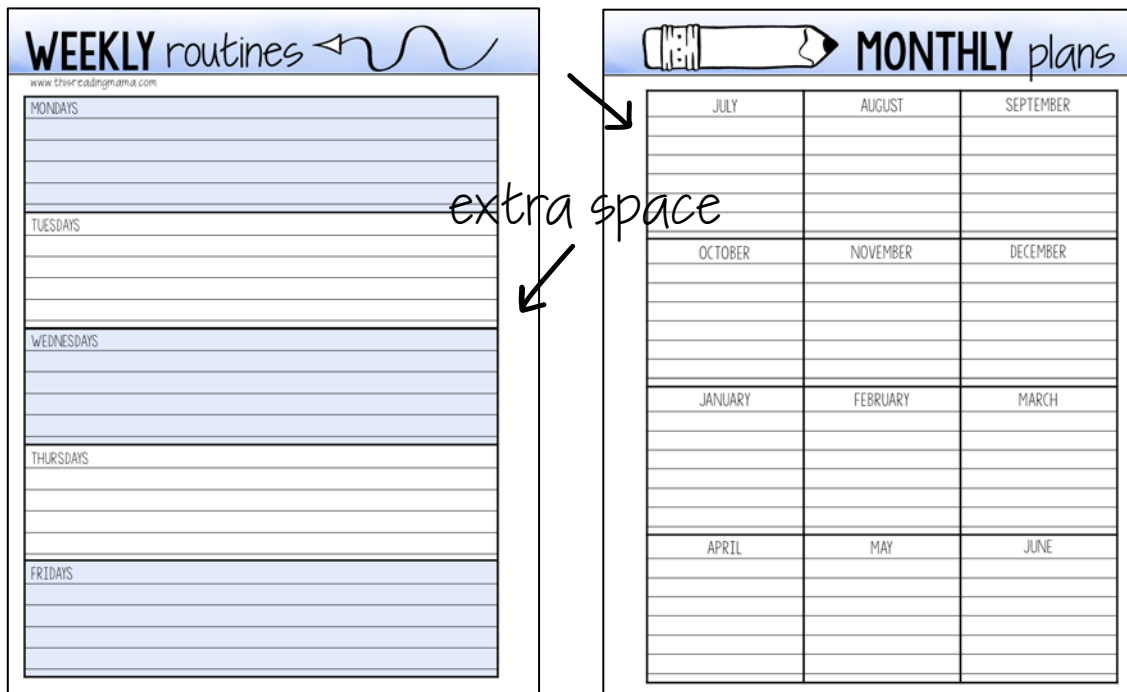 WEEKLY routines
www.thisreadingmama.com
MONDAYS
TUESDAYS
WEDNESDAYS
THURSDAYS
FRIDAYS
extra space
MONTHLY plans
JULY AUGUST SEPTEMBER
OCTOBER NOVEMBER DECEMBER
JANUARY FEBRUARY MARCH
APRIL MAY JUNE